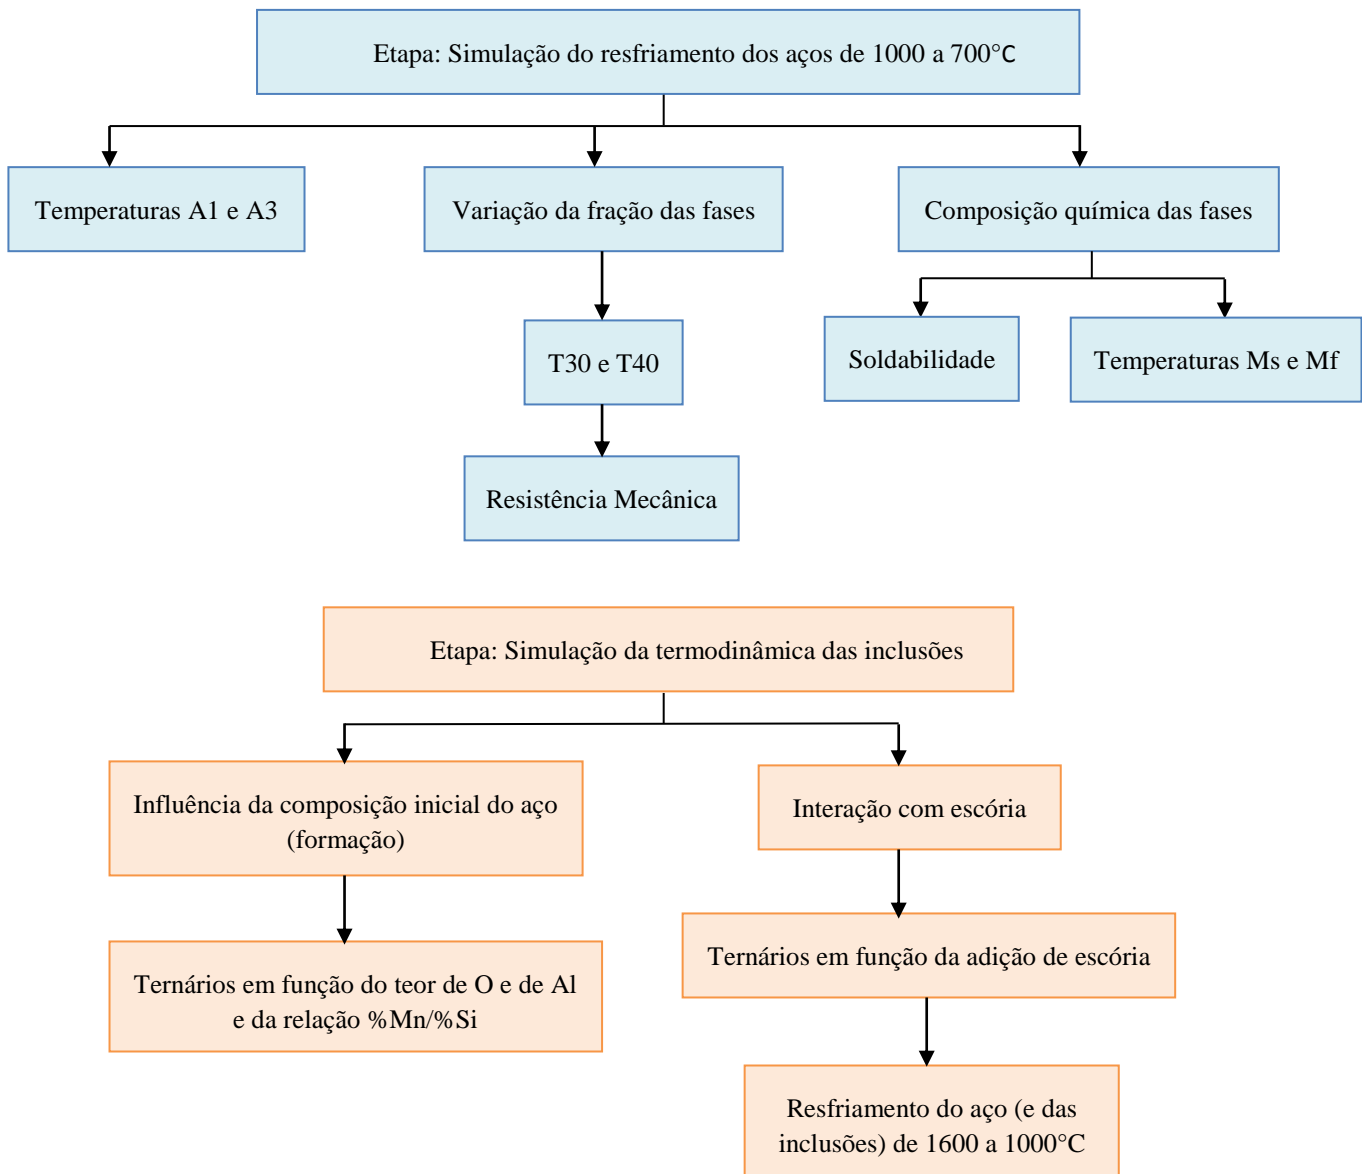 Etapa: Simulação do resfriamento dos aços de 1000 a 700°C
Temperaturas A1 e A3
Variação da fração das fases
Composição química das fases
T30 e T40
Soldabilidade
Temperaturas Ms e Mf
Resistência Mecânica
Etapa: Simulação da termodinâmica das inclusões
Influência da composição inicial do aço
(formação)
Interação com escória
Ternários em função do teor de O e de Al
e da relação %Mn/%Si
Ternários em função da adição de escória
Resfriamento do aço (e das
inclusões) de 1600 a 1000°C